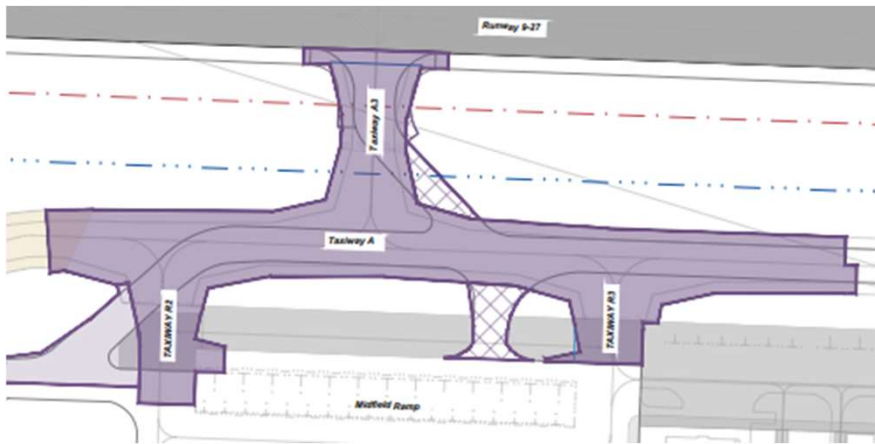 Runway 9-27
Taxiway A3
Taxiway A
TAXIWAY R2
TAXIWAY R3
Midfield Ramp